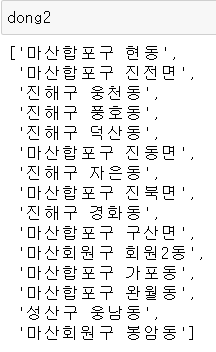 dong2
['마산합포구 현동',
'마산합포구 진전면',
'진해구 웅천동',
'진해구 풍호동',
'진해구 덕산동',
'마산합포구 진동면',
'진해구 자은동',
'마산합포구 진북면',
'진해구 경화동',
'마산합포구 구산면',
'마산회원구 회원2동',
'마산합포구 가포동',
'마산합포구 완월동',
'성산구 웅남동',
'마산회원구 봉암동']